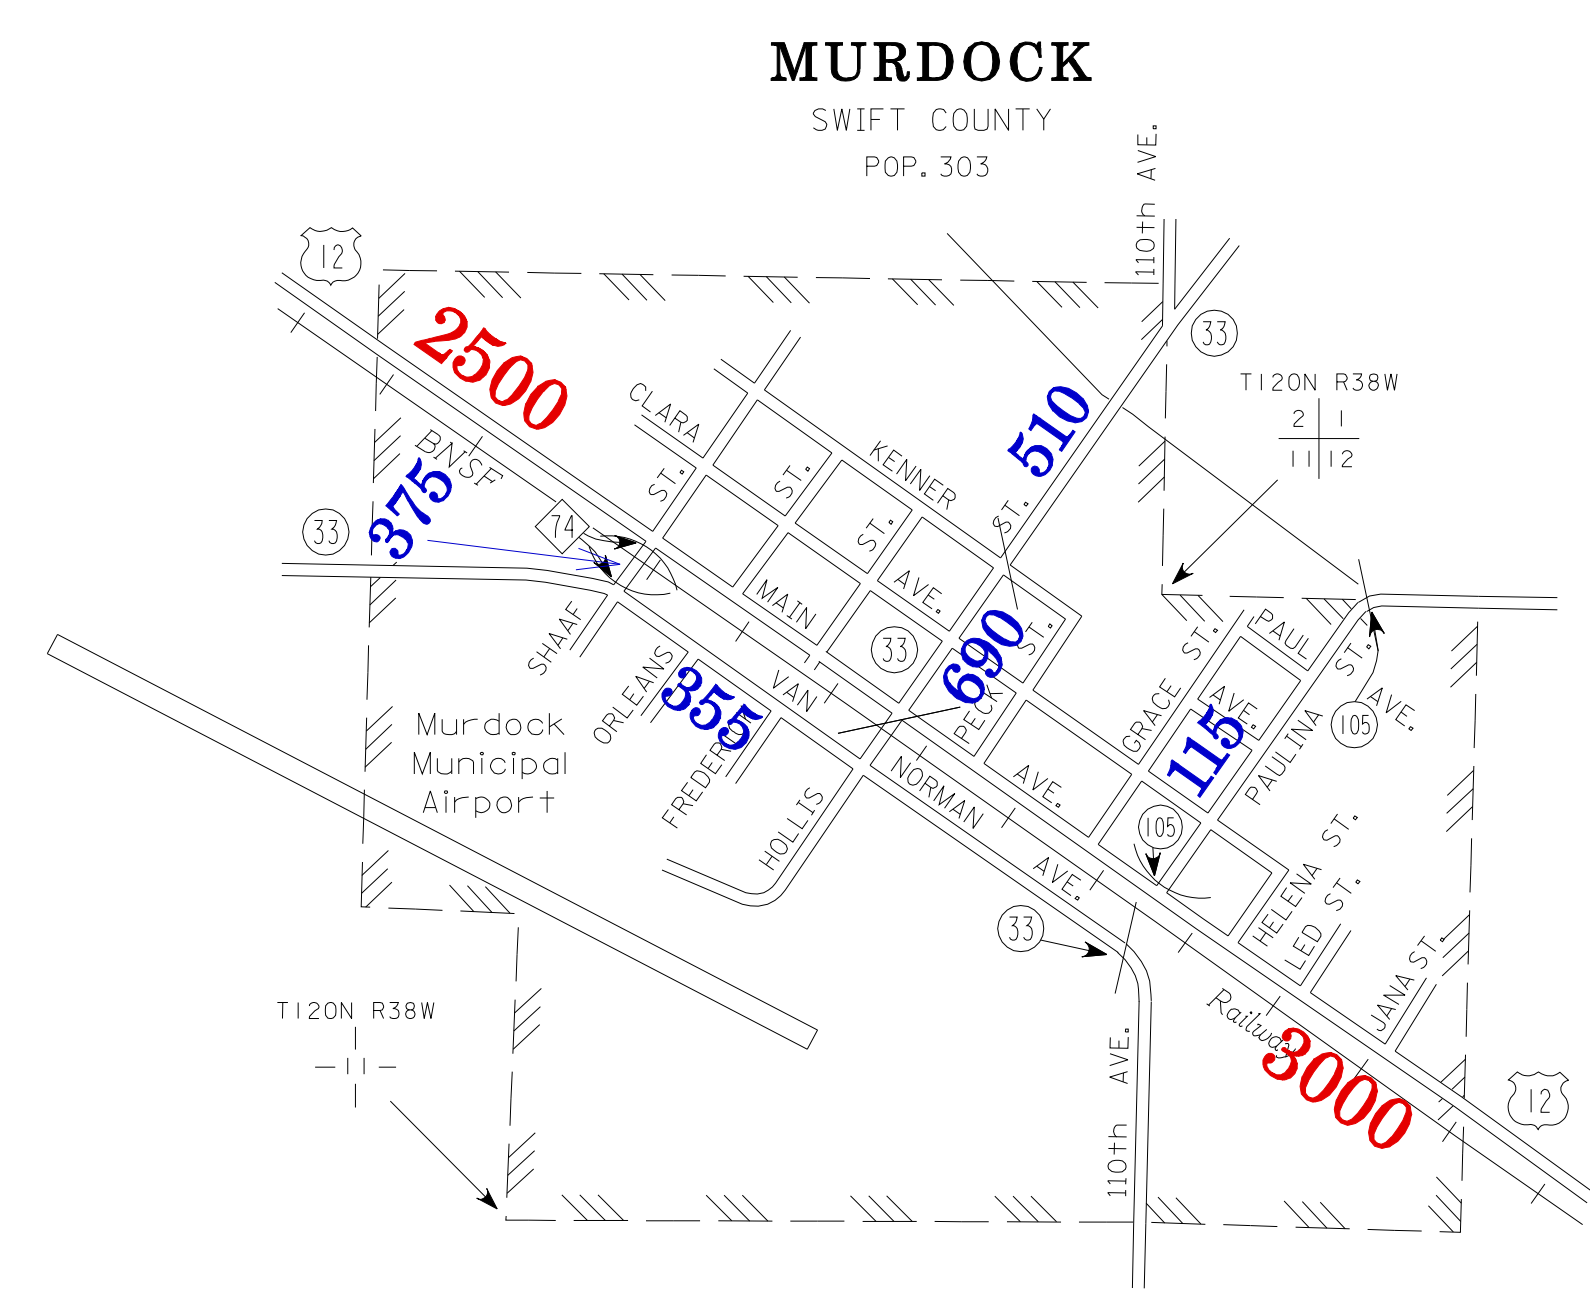 MURDOCK
SWIFT COUNTY
POP. 303
110th AVE.
12
2500
33
T120N R38W
2 1
11 12
CLARA ST.
KENNER ST.
510
BNSF
375
74
33
ST.
ST.
AVE.
MAIN
SHAAF
ORLEANS
355
FREDERICK
VAN
33
690
ST.
PECK
PAUL
ST.
GRACE
AVE.
ST.
AVE.
105
115
PAULINA
Murdock
Municipal
Airport
HOLLIS
NORMAN
AVE.
AVE.
105
ST.
HELENA
LED ST.
33
JANA ST.
T120N R38W
11
110th AVE.
Railway
3000
12